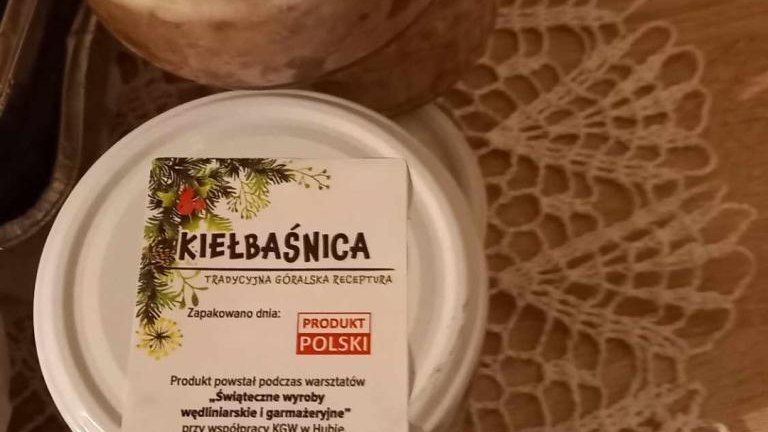 KIEŁBAŚNICA
TRADYCYJNA GÓRALSKA RECEPTURA
Zapakowano dnia:
PRODUKT
POLSKI
Produkt powstał podczas warsztatów
„Świąteczne wyroby
wędliniarskie i garmażeryjne”
przy współpracy KGW w Hubie